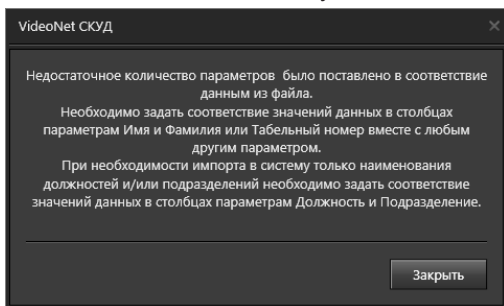 VideoNet СКУД
Недостаточное количество параметров было поставлено в соответствие
данным из файла.
Необходимо задать соответствие значений данных в столбцах
параметрам Имя и Фамилия или Табельный номер вместе с любым
другим параметром.
При необходимости импорта в систему только наименования
должностей и/или подразделений необходимо задать соответствие
значений данных в столбцах параметрам Должность и Подразделение.
Закрыть